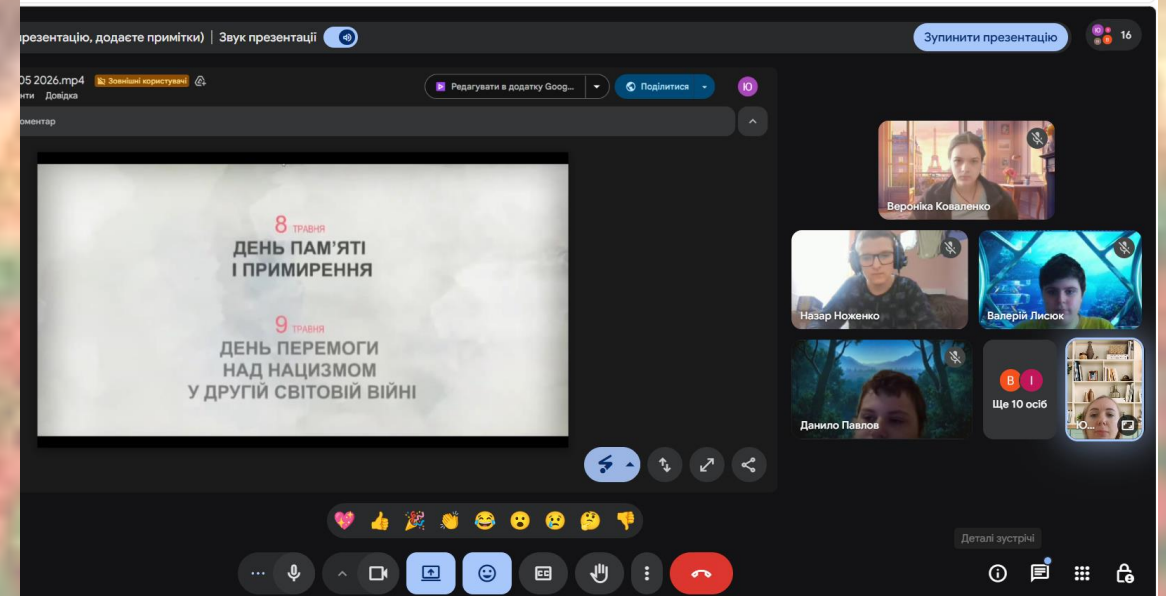 резентацію, додаєте примітки) | Звук презентації
Зупинити презентацію
16
05 2026.mp4 Зовнішні користувачі
нти Довідка
Редагувати в додатку Goog...
Поділитися
Ю
оментар
8 ТРАВНЯ
ДЕНЬ ПАМ'ЯТІ
І ПРИМИРЕННЯ
9 ТРАВНЯ
ДЕНЬ ПЕРЕМОГИ
НАД НАЦИЗМОМ
У ДРУГІЙ СВІТОВІЙ ВІЙНІ
Вероніка Коваленко
Назар Ноженко
Валерій Лисюк
Данило Павлов
В І
Ще 10 осіб
Ю...
Деталі зустрічі